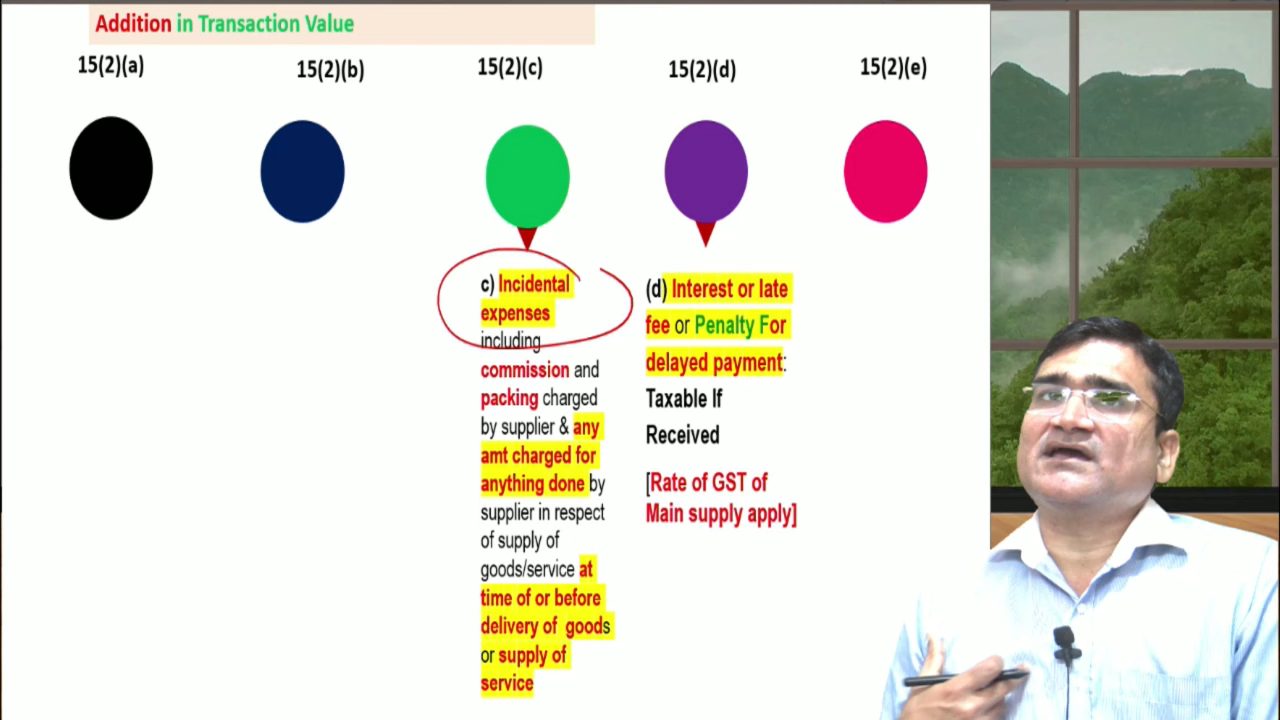 Addition in Transaction Value
15(2)(a)
15(2)(b)
15(2)(c)
15(2)(d)
15(2)(e)
c) Incidental
expenses
including
commission and
packing charged
by supplier & any
amt charged for
anything done by
supplier in respect
of supply of
goods/service at
time of or before
delivery of goods
or supply of
service
(d) Interest or late
fee or Penalty For
delayed payment:
Taxable If
Received
[Rate of GST of
Main supply apply]